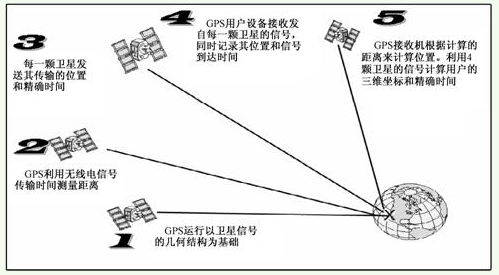 1
GPS运行以卫星信号
的几何结构为基础
2
GPS利用无线电信号
传输时间测量距离
3
每一颗卫星发
送其传输的位置
和精确时间
4
GPS用户设备接收发
自每一颗卫星的信号，
同时记录其位置和信号
到达时间
5
GPS接收机根据计算的
距离来计算位置。利用4
颗卫星的信号计算用户的
三维坐标和精确时间